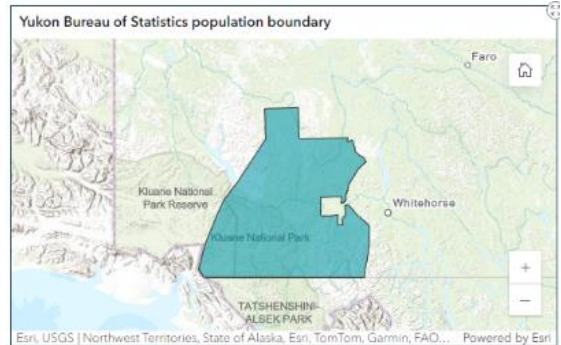 Yukon Bureau of Statistics population boundary
Faro
Kluane National
Park Reserve
Whitehorse
Kluane National Park
+
TATSHENSHINI-
ALSEK PARK
−
Esri, USGS | Northwest Territories, State of Alaska, Esri, TomTom, Garmin, FAO... Powered by Esri